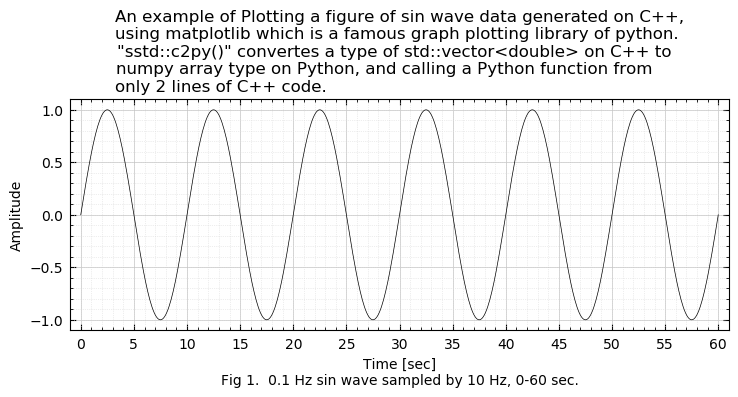 An example of Plotting a figure of sin wave data generated on C++,
using matplotlib which is a famous graph plotting library of python.
"sstd::c2py()" convertes a type of std::vector<double> on C++ to
numpy array type on Python, and calling a Python function from
only 2 lines of C++ code.
1.0
0.5
0.0
−0.5
−1.0
Amplitude
0 5 10 15 20 25 30 35 40 45 50 55 60
Time [sec]
Fig 1.  0.1 Hz sin wave sampled by 10 Hz, 0-60 sec.